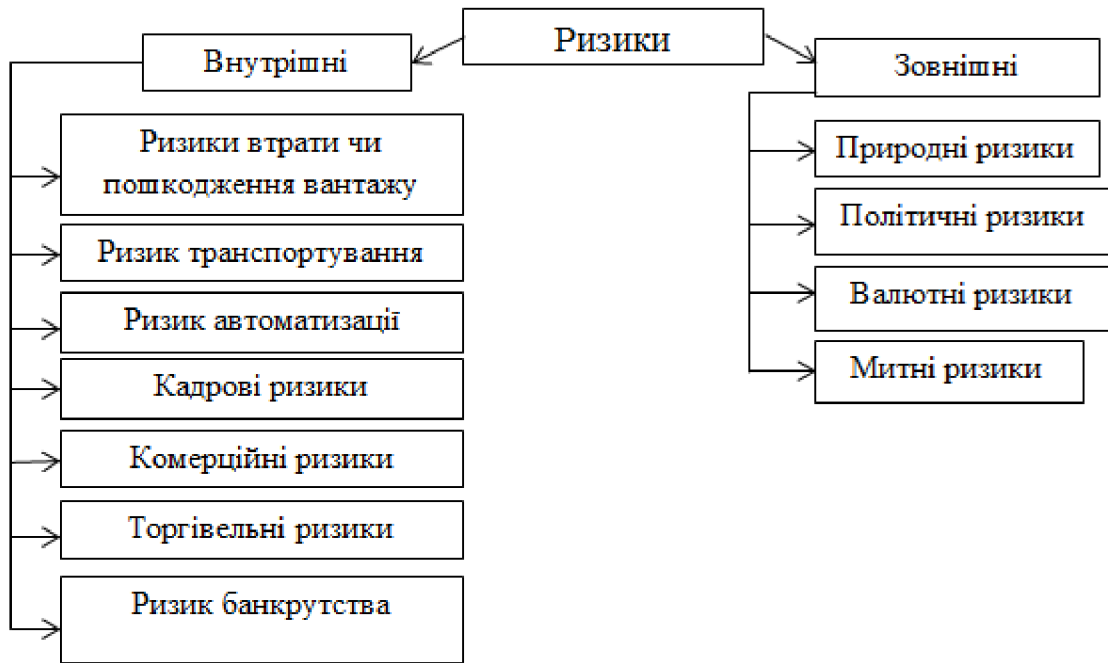 Ризики
Внутрішні
Ризики втрати чи
пошкодження вантажу
Ризик транспортування
Ризик автоматизації
Кадрові ризики
Комерційні ризики
Торгівельні ризики
Ризик банкрутства
Зовнішні
Природні ризики
Політичні ризики
Валютні ризики
Митні ризики